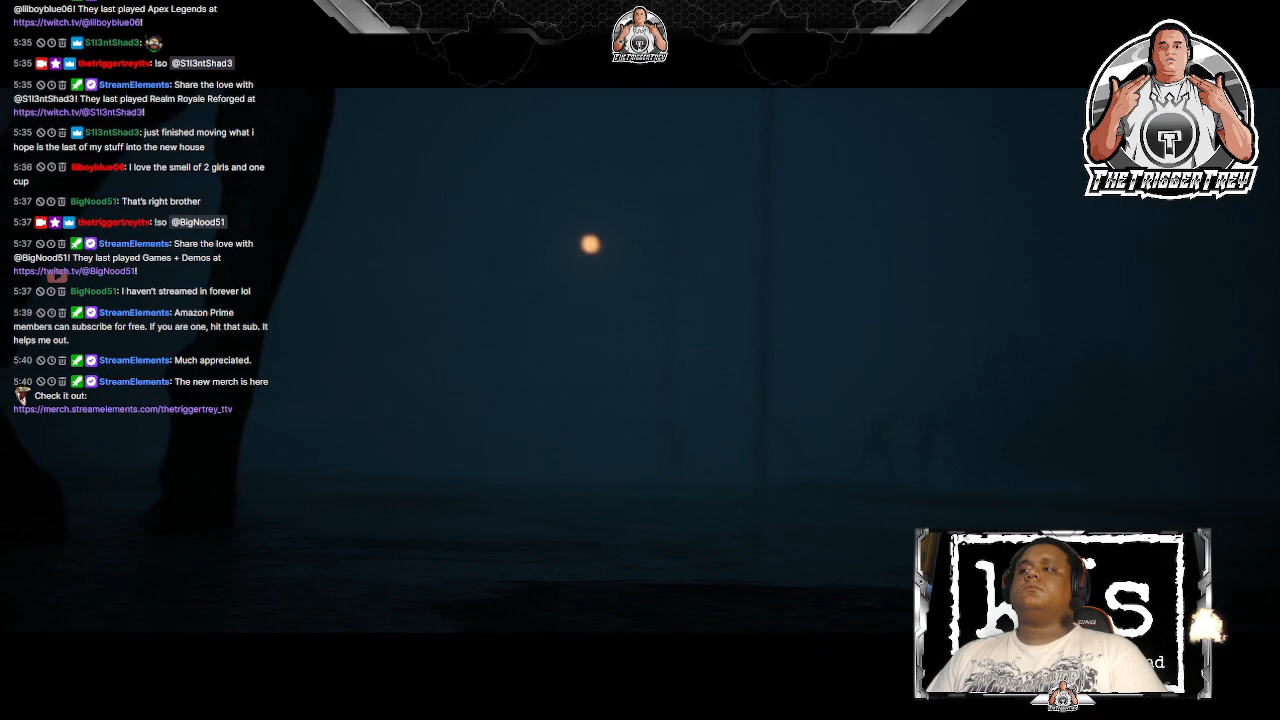 @lilboyblue06! They last played Apex Legends at
https://twitch.tv/@lilboyblue06!
5:35 S1l3ntShad3:
5:35 thetriggertreyttv: !so @S1l3ntShad3
5:35 StreamElements: Share the love with
@S1l3ntShad3! They last played Realm Royale Reforged at
https://twitch.tv/@S1l3ntShad3!
5:35 S1l3ntShad3: just finished moving what i
hope is the last of my stuff into the new house
5:36 lilboyblue06: I love the smell of 2 girls and one
cup
5:37 BigNood51: That's right brother
5:37 thetriggertreyttv: !so @BigNood51
5:37 StreamElements: Share the love with
@BigNood51! They last played Games + Demos at
https://twitch.tv/@BigNood51!
5:37 BigNood51: I haven't streamed in forever lol
5:39 StreamElements: Amazon Prime
members can subscribe for free. If you are one, hit that sub. It
helps me out.
5:40 StreamElements: Much appreciated.
5:40 StreamElements: The new merch is here
Check it out:
https://merch.streamelements.com/thetriggertrey_ttv
THETRIGGERTREY
T
THETRIGGERTREY